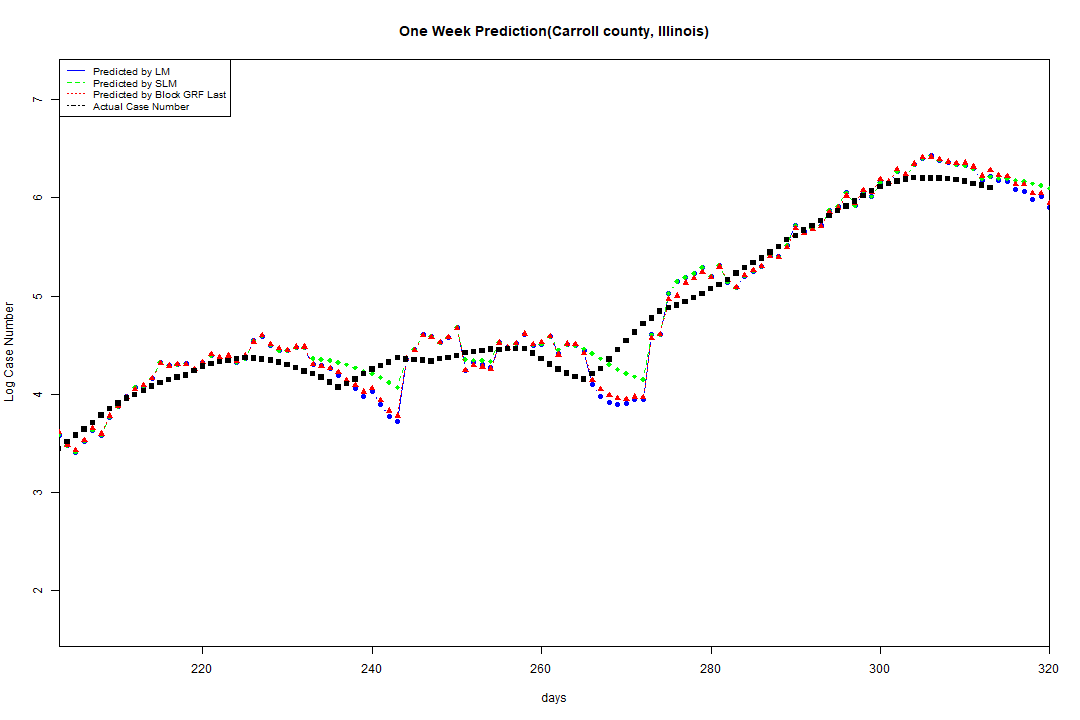 One Week Prediction(Carroll county, Illinois)
Predicted by LM
Predicted by SLM
Predicted by Block GRF Last
Actual Case Number
7
6
5
4
3
2
Log Case Number
220 240 260 280 300 320
days